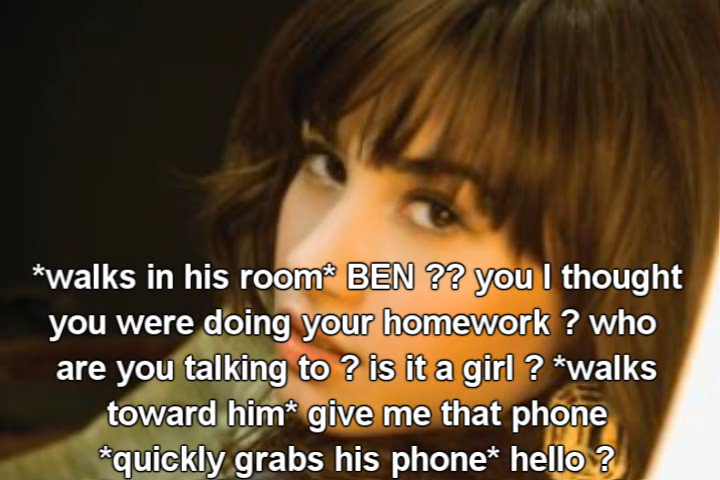 *walks in his room* BEN ?? you I thought
you were doing your homework ? who
are you talking to ? is it a girl ? *walks
toward him* give me that phone
*quickly grabs his phone* hello ?